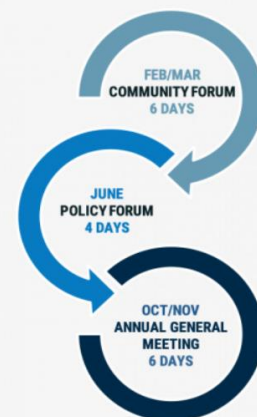 FEB/MAR
COMMUNITY FORUM
6 DAYS
JUNE
POLICY FORUM
4 DAYS
OCT/NOV
ANNUAL GENERAL
MEETING
6 DAYS